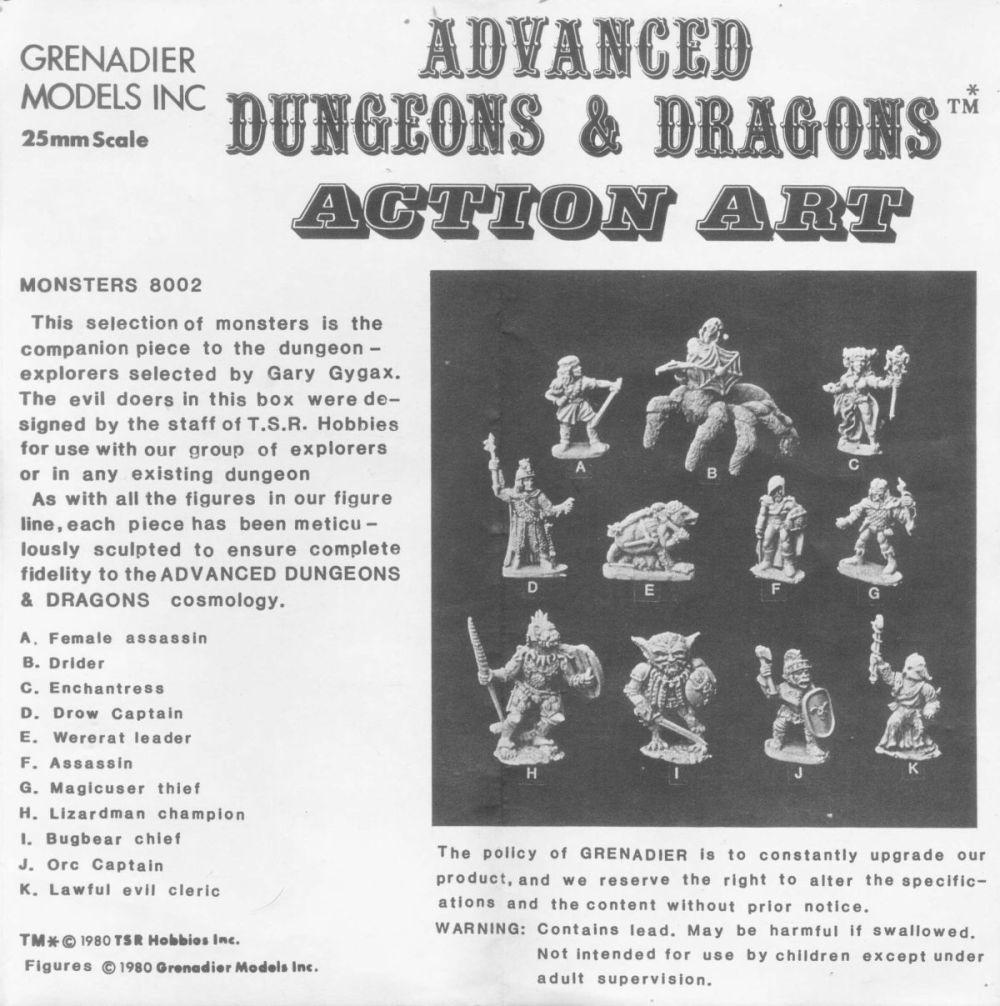 GRENADIER
MODELS INC
25mm Scale
ADVANCED
DUNGEONS & DRAGONS TM*
ACTION ART
MONSTERS 8002
This selection of monsters is the
companion piece to the dungeon –
explorers selected by Gary Gygax.
The evil doers in this box were de–
signed by the staff of T.S.R. Hobbies
for use with our group of explorers
or in any existing dungeon
As with all the figures in our figure
line, each piece has been meticu –
lously sculpted to ensure complete
fidelity to the ADVANCED DUNGEONS
& DRAGONS cosmology.
A. Female assassin
B. Drider
C. Enchantress
D. Drow Captain
E. Wererat leader
F. Assassin
G. Magicuser thief
H. Lizardman champion
I. Bugbear chief
J. Orc Captain
K. Lawful evil cleric
TM* © 1980 TSR Hobbies Inc.
Figures © 1980 Grenadier Models Inc.
A
B
C
D
E
F
G
H
I
J
K
The policy of GRENADIER is to constantly upgrade our
product, and we reserve the right to alter the specific–
ations and the content without prior notice.
WARNING: Contains lead. May be harmful if swallowed.
Not intended for use by children except under
adult supervision.